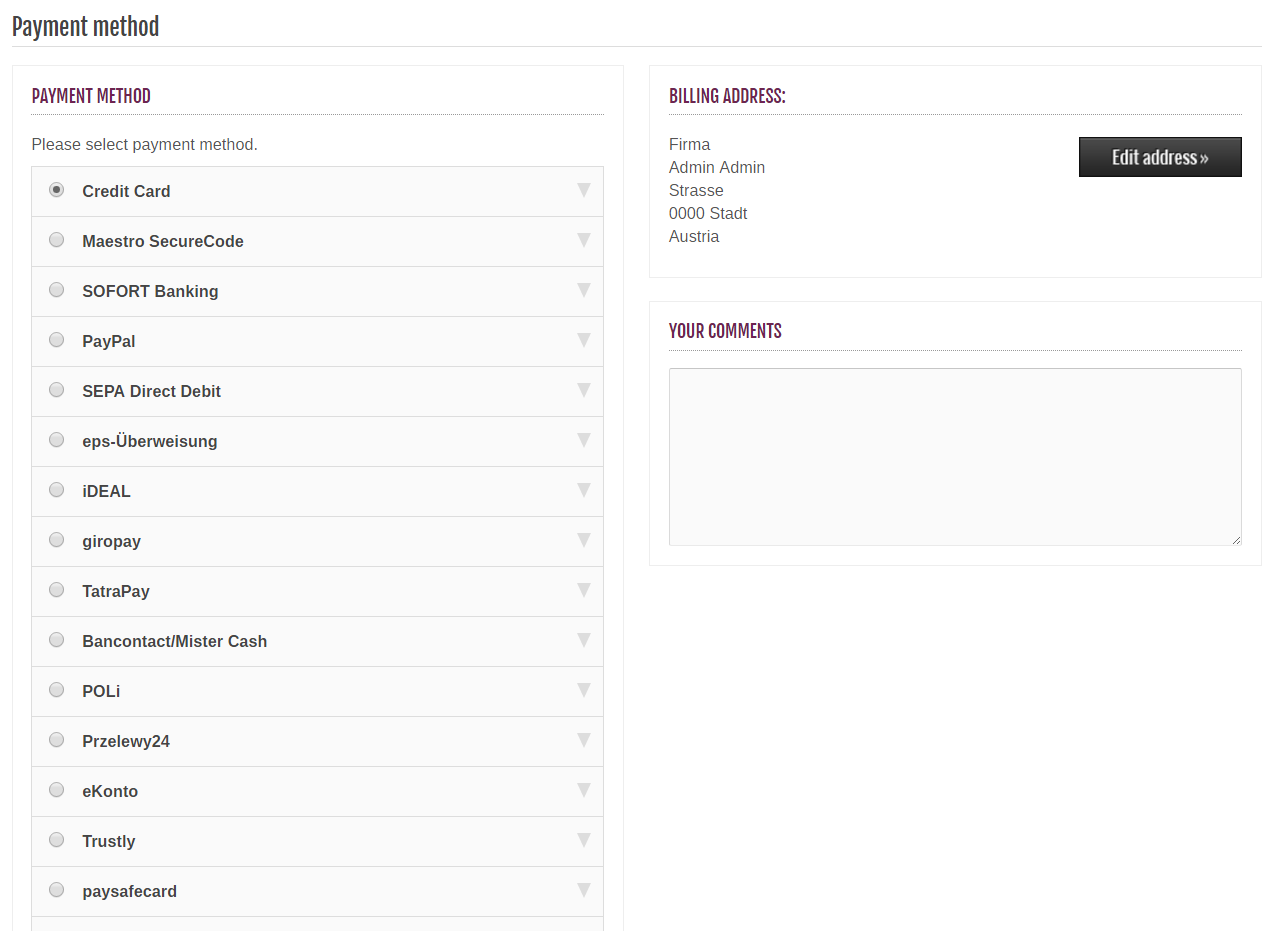 Payment method
PAYMENT METHOD
Please select payment method.
Credit Card
Maestro SecureCode
SOFORT Banking
PayPal
SEPA Direct Debit
eps-Überweisung
iDEAL
giropay
TatraPay
Bancontact/Mister Cash
POLi
Przelewy24
eKonto
Trustly
paysafecard
BILLING ADDRESS:
Firma
Admin Admin
Strasse
0000 Stadt
Austria
Edit address »
YOUR COMMENTS